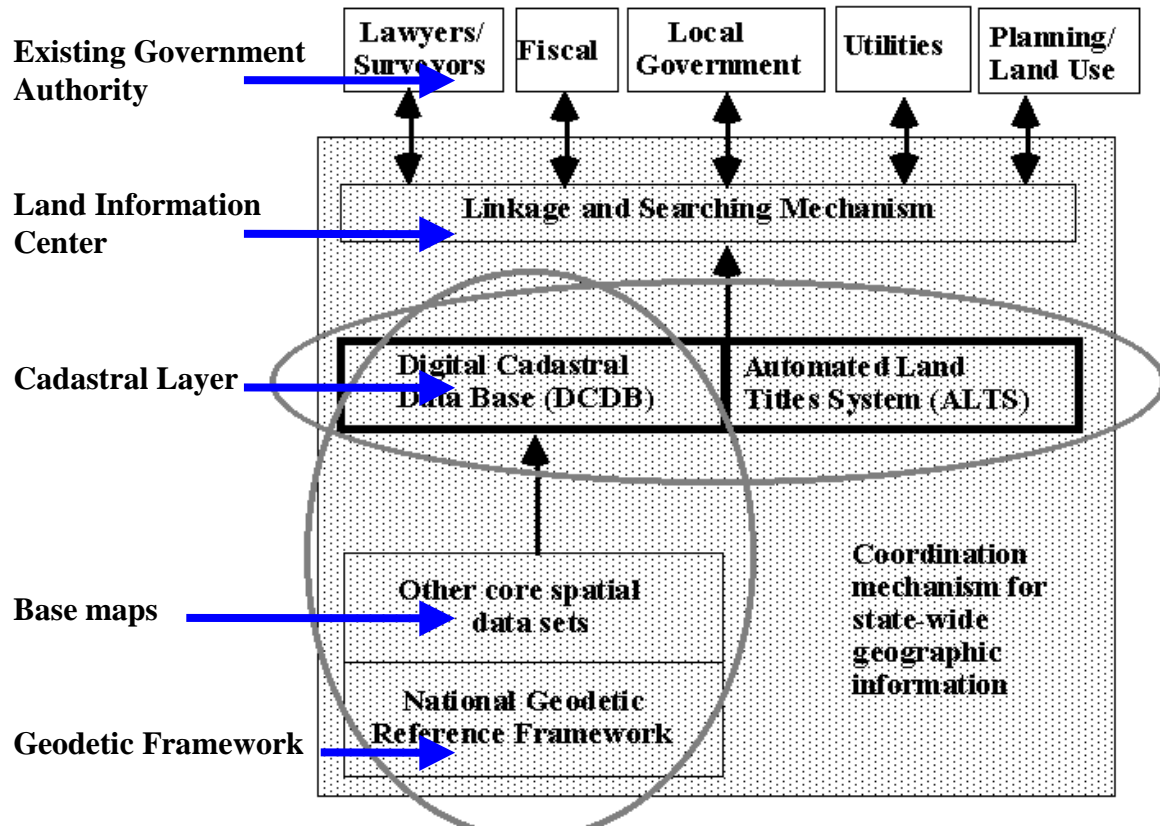 Existing Government
Authority
Lawyers/
Surveyors
Fiscal
Local
Government
Utilities
Planning/
Land Use
Land Information
Center
Linkage and Searching Mechanism
Cadastral Layer
Digital Cadastral
Data Base (DCDB)
Automated Land
Titles System (ALTS)
Base maps
Other core spatial
data sets
Coordination
mechanism for
state-wide
geographic
information
Geodetic Framework
National Geodetic
Reference Framework